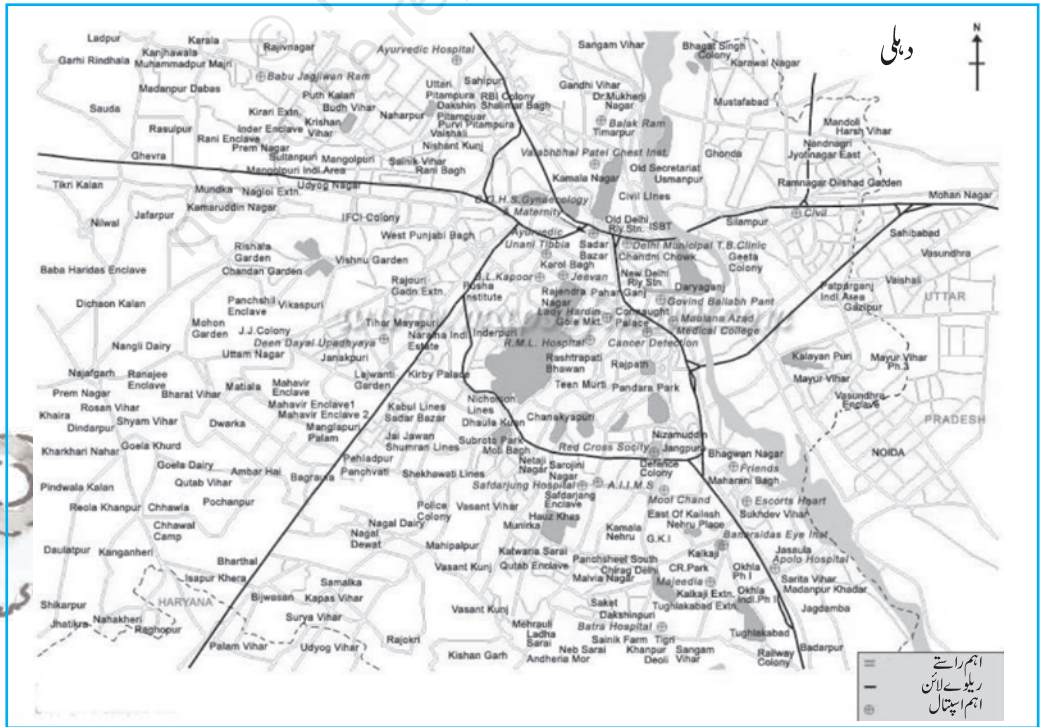 دہلی
N
Ladpur
Kerala
Garhi Rindhala
Kanjhawala
Muhammadpur Majri
Rajivnagar
Ayurvedic Hospital
Sangam Vihar
Bhagat Singh
Colony
Karawal Nagar
Babu Jagjiwan Ram
Madanpur Dabas
Puth Kalan
Budh Vihar
Uttari
Pitampura
Sahipur
RBI Colony
Dakshin
Pitampuar
Shalimar Bagh
Purvi Pitampura
Gandhi Vihar
Dr.Mukherji
Nagar
Mustafabad
Sauda
Kirari Extn.
Krishan
Vihar
Naharpur
Vaishali
Balak Ram
Timarpur
Mandoli
Harsh Vihar
Rasulpur
Inder Enclave
Rani Enclave
Prem Nagar
Nishant Kunj
Nandnagri
Jyotinagar East
Ghevra
Sultanpuri
Mangolpuri
Mangolpuri Indl.Area
Sainik Vihar
Rani Bagh
Vallabhbhai Patel Chest Inst.
Ghonda
Old Secretariat
Usmanpur
Tikri Kalan
Mundka
Nagloi Extn.
Udyog Nagar
Kamala Nagar
Civil Lines
Ramnagar Dilshad Garden
Mohan Nagar
Nilwal
Jafarpur
Kamaruddin Nagar
IFCI-Colony
C.G.H.S.Gynaecology
& Maternity
Old Delhi
Rly Stn.
ISBT
Silampur
Civil
Sahibabad
West Punjabi Bagh
Ayurvedic
Unani Tibbia
Sadar
Bazar
Delhi Municipal T.B.Clinic
Chandni Chowk
Geeta
Colony
Vasundhra
Rishala
Garden
Chandan Garden
Vishnu Garden
Karol Bagh
Baba Haridas Enclave
Rajouri
Gadn Extn.
B.L.Kapoor
Jeevan
New Delhi
Rly Stn
Vaishali
Pusha
Institute
Rajendra
Nagar
Pahar Ganj
Daryaganj
Patparganj
Indl Area
Gazipur
UTTAR
Dichaon Kalan
Panchshil
Enclave
Vikaspuri
Lady Hardin
Gole Mkt.
Connaught
Palace
Govind Ballabh Pant
Maulana Azad
Medical College
Mohon
Garden
J.J.Colony
Tihar
Mayapuri
Naraina Indl
Estate
Inderpuri
R.M.L. Hospital
Cancer Detection
Nangli Dairy
Uttam Nagar
Deen Dayal Upadhyaya
Janakpuri
Rashtrapati
Bhawan
Rajpath
Kalyan Puri
Mayur Vihar
Ph.3
Najafgarh
Ranajee
Enclave
Matiala
Mahavir
Enclave
Lajwanti
Garden
Kirby Palace
Teen Murti
Pandara Park
Mayur Vihar
Prem Nagar
Bharat Vihar
Vasundhra
Enclave
Rosan Vihar
Mahavir Enclave1
Mahavir Enclave 2
Kabul Lines
Sadar Bazar
Nicholson
Lines
Dhaula Kuan
Chanakyapuri
PRADESH
Khaira
Dindarpur
Shyam Vihar
Dwarka
Manglapuri
Palam
Jai Jawan
Shumran Lines
Subroto Park
Moti Bagh
Red Cross Socity
Nizamuddin
Jangpura
NOIDA
Kharkhari Nahar
Goela Khurd
Bhagwan Nagar
Goela Dairy
Ambar Hai
Pehladpur
Panchvati
Bagraura
Shekhawati Lines
Netaji
Nagar
Sarojini
Nagar
Defence
Colony
Friends
Maharani Bagh
Pindwala Kalan
Qutab Vihar
Safdarjung Hospital
Safdarjang
Enclave
A.I.I.M.S
Mool Chand
Escorts Heart
Reola Khanpur
Chhawla
Pochanpur
Police
Colony
Vasant Vihar
Hauz Khas
East Of Kailash
Nehru Place
Sukhdev Vihar
Chhawal
Camp
Nagal Dairy
Nagal
Dewat
Munirka
Kamala
Nehru
G.K.I
Banarsidas Eye Inst
Daulatpur
Kanganheri
Mahipalpur
Katwaria Sarai
Kalkaji
Jasaula
Apolo Hospital
Bharthal
Vasant Kunj
Qutab Enclave
Panchsheel South
Chirag Delhi
CR.Park
Okhla
Ph I
Isapur Khera
Samalka
Malvia Nagar
Majeedia
Sarita Vihar
Madanpur Khadar
HARYANA
Bijwasan
Kapas Vihar
Kalkaji Extn.
Okhla
Indl.Ph I
Shikarpur
Vasant Kunj
Saket
Tughlakabad Extn.
Jagdamba
Jhatikra
Nahakheri
Raghopur
Surya Vihar
Mehrauli
Ladha
Sarai
Dakshinpuri
Batra Hospital
Palam Vihar
Udyog Vihar
Rajokri
Sainik Farm
Tigri
Tughlakabad
Kishan Garh
Neb Sarai
Andheria Mor
Khanpur
Deoli
Sangam
Vihar
Railway
Colony
Badarpur
اہم راستے
ریلوے لائن
اہم اسپتال